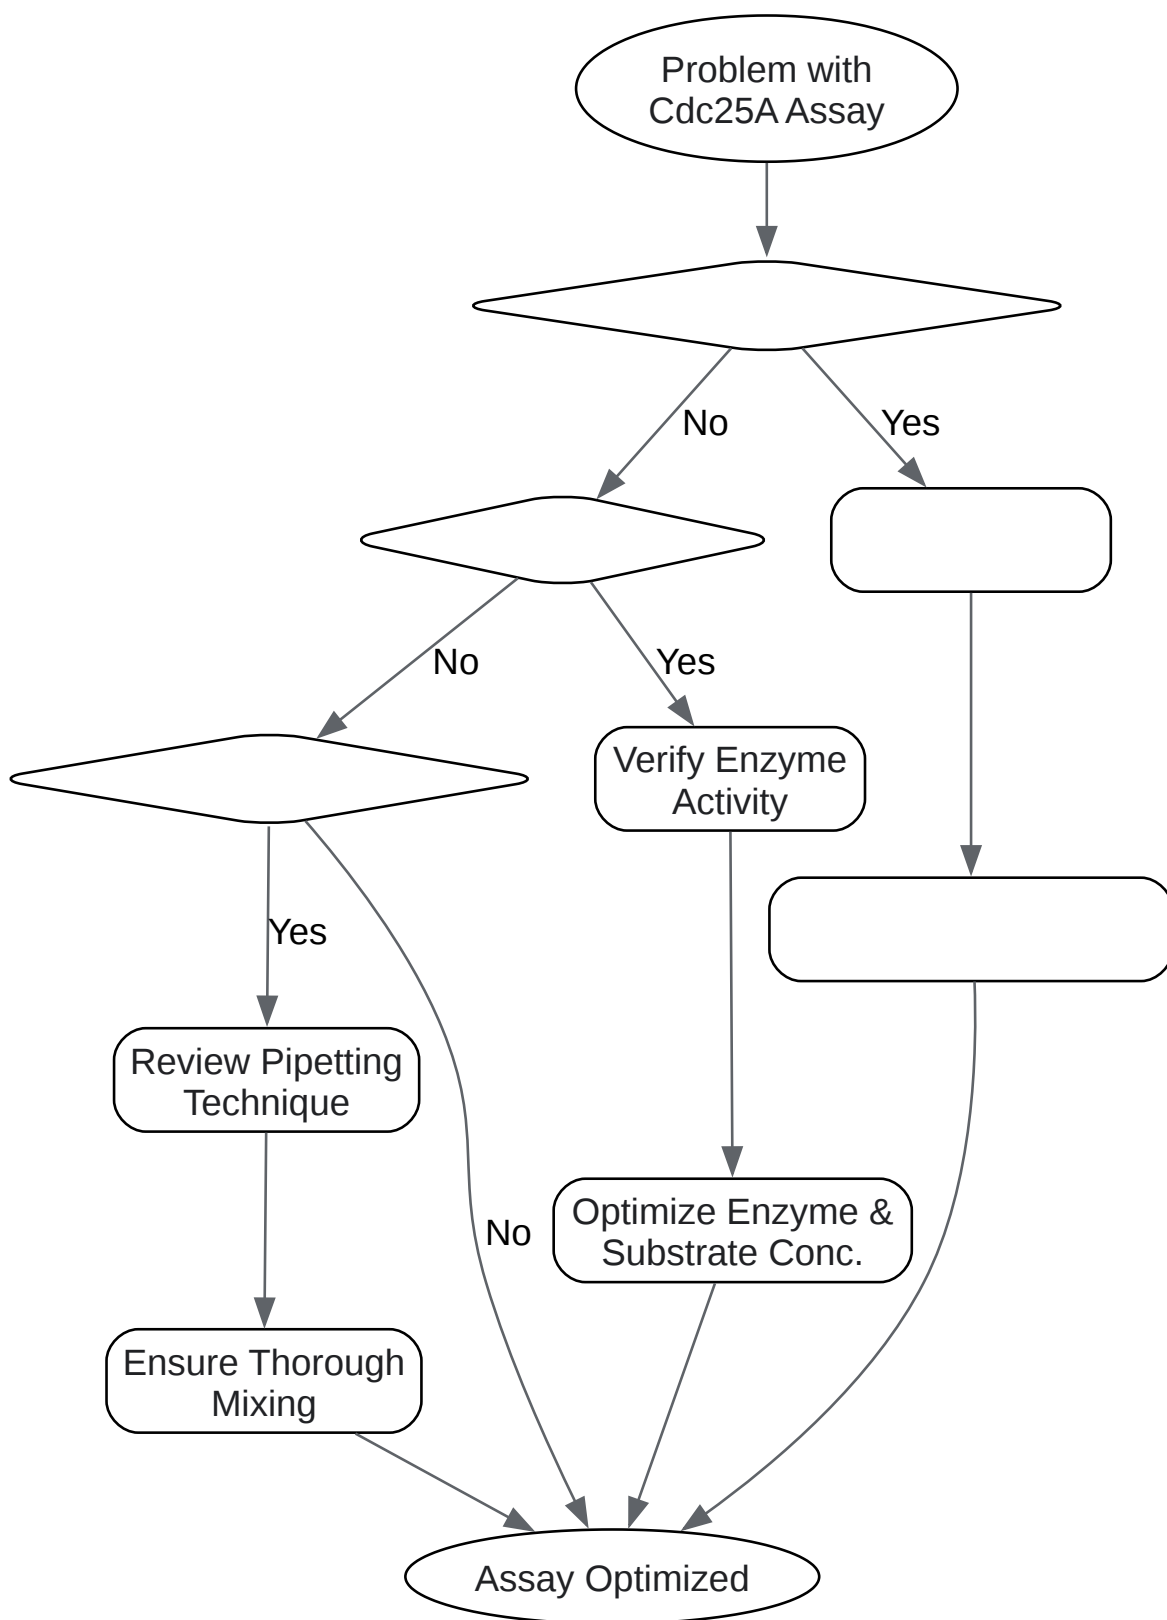 Problem with
Cdc25A Assay
No
Yes
No
Yes
Verify Enzyme
Activity
Yes
Review Pipetting
Technique
No
Optimize Enzyme &
Substrate Conc.
Ensure Thorough
Mixing
Assay Optimized